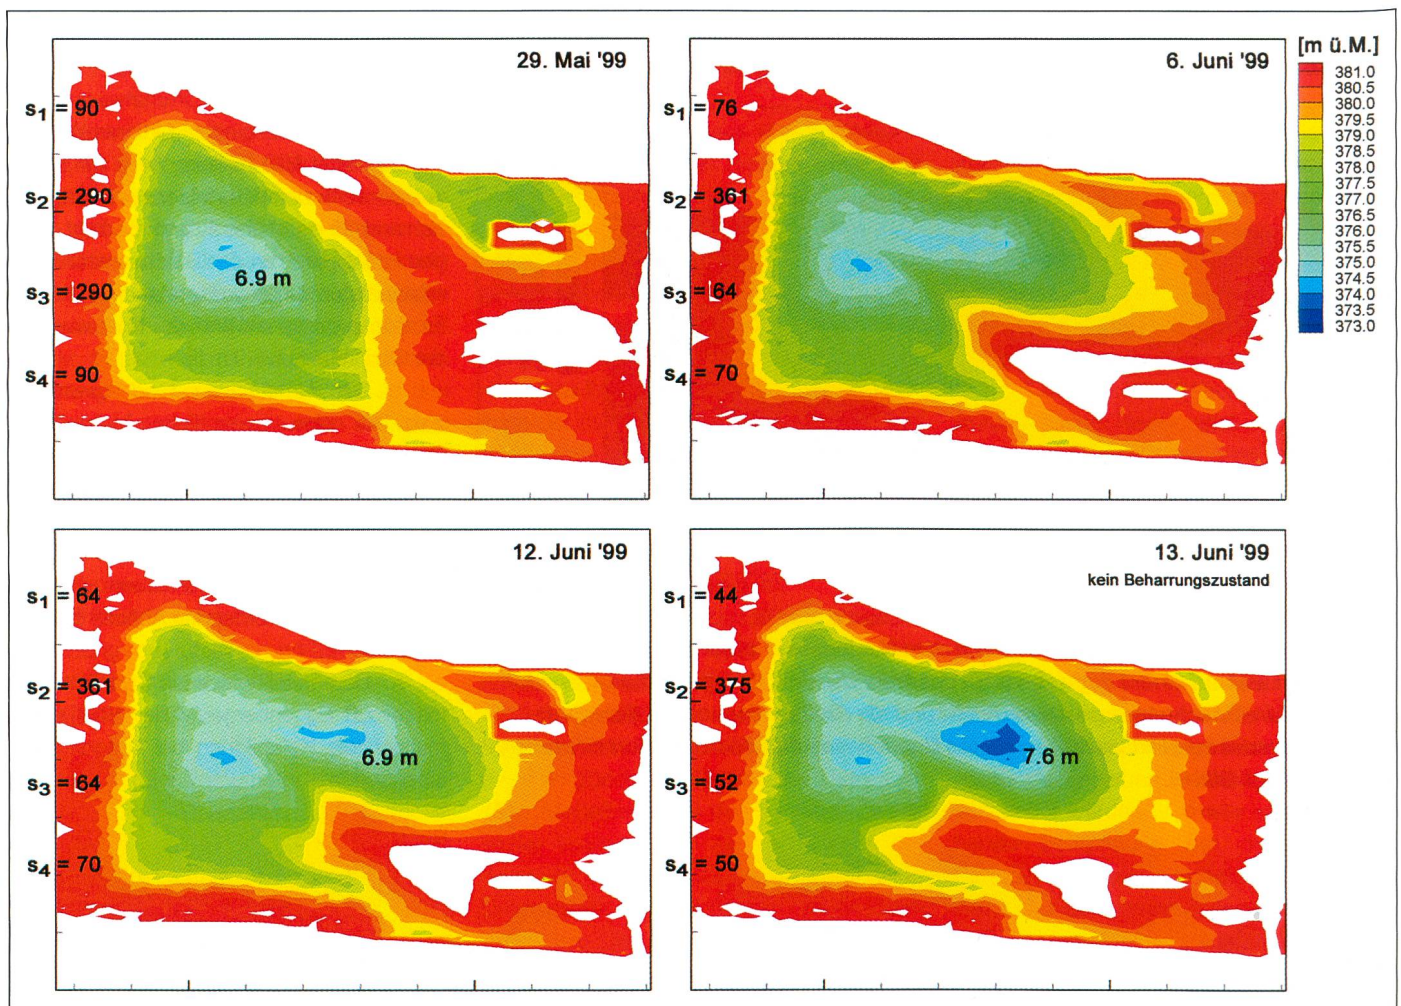 29. Mai '99
s1 = 90
s2 = 290
6.9 m
s3 = 290
s4 = 90
6. Juni '99
s1 = 76
s2 = 361
s3 = 64
s4 = 70
[m ü.M.]
381.0
380.5
380.0
379.5
379.0
378.5
378.0
377.5
377.0
376.5
376.0
375.5
375.0
374.5
374.0
373.5
373.0
12. Juni '99
s1 = 64
s2 = 361
6.9 m
s3 = 64
s4 = 70
13. Juni '99
kein Beharrungszustand
s1 = 44
s2 = 375
7.6 m
s3 = 52
s4 = 50